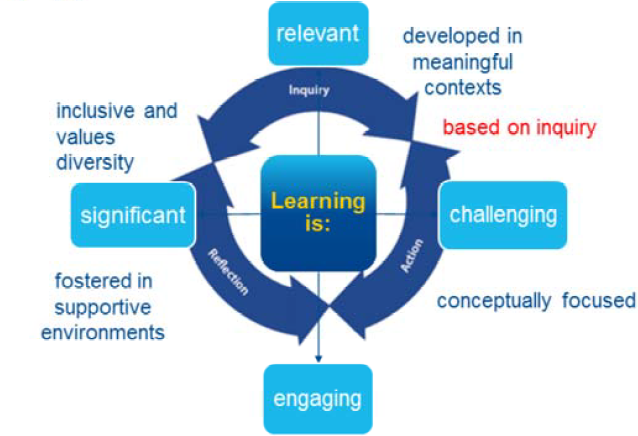 relevant
developed in
meaningful
contexts
Inquiry
inclusive and
values
diversity
based on inquiry
Learning
is:
significant
challenging
Reflection
Action
fostered in
supportive
environments
conceptually focused
engaging